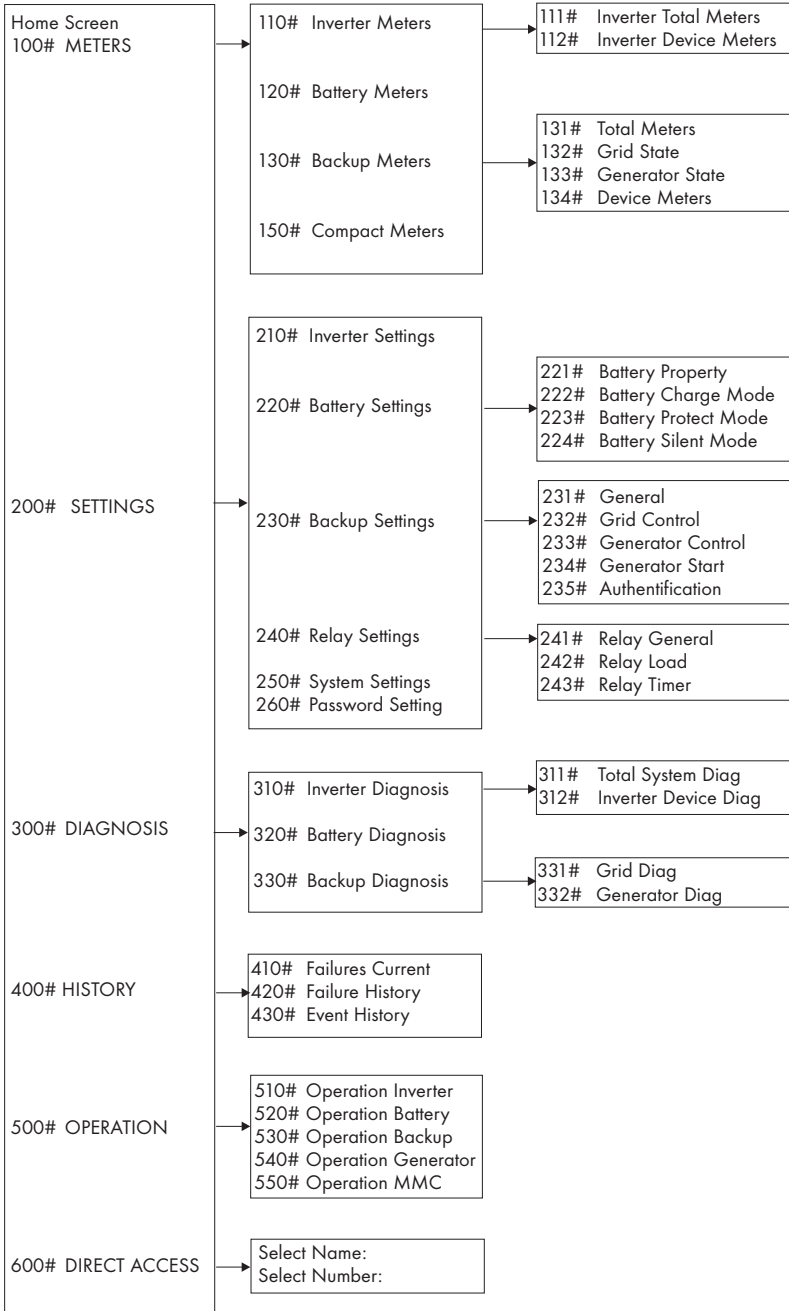 Home Screen
100# METERS
110# Inverter Meters
111# Inverter Total Meters
112# Inverter Device Meters
120# Battery Meters
130# Backup Meters
131# Total Meters
132# Grid State
133# Generator State
134# Device Meters
150# Compact Meters
200# SETTINGS
210# Inverter Settings
220# Battery Settings
221# Battery Property
222# Battery Charge Mode
223# Battery Protect Mode
224# Battery Silent Mode
230# Backup Settings
231# General
232# Grid Control
233# Generator Control
234# Generator Start
235# Authentification
240# Relay Settings
241# Relay General
242# Relay Load
243# Relay Timer
250# System Settings
260# Password Setting
300# DIAGNOSIS
310# Inverter Diagnosis
311# Total System Diag
312# Inverter Device Diag
320# Battery Diagnosis
330# Backup Diagnosis
331# Grid Diag
332# Generator Diag
400# HISTORY
410# Failures Current
420# Failure History
430# Event History
500# OPERATION
510# Operation Inverter
520# Operation Battery
530# Operation Backup
540# Operation Generator
550# Operation MMC
600# DIRECT ACCESS
Select Name:
Select Number: